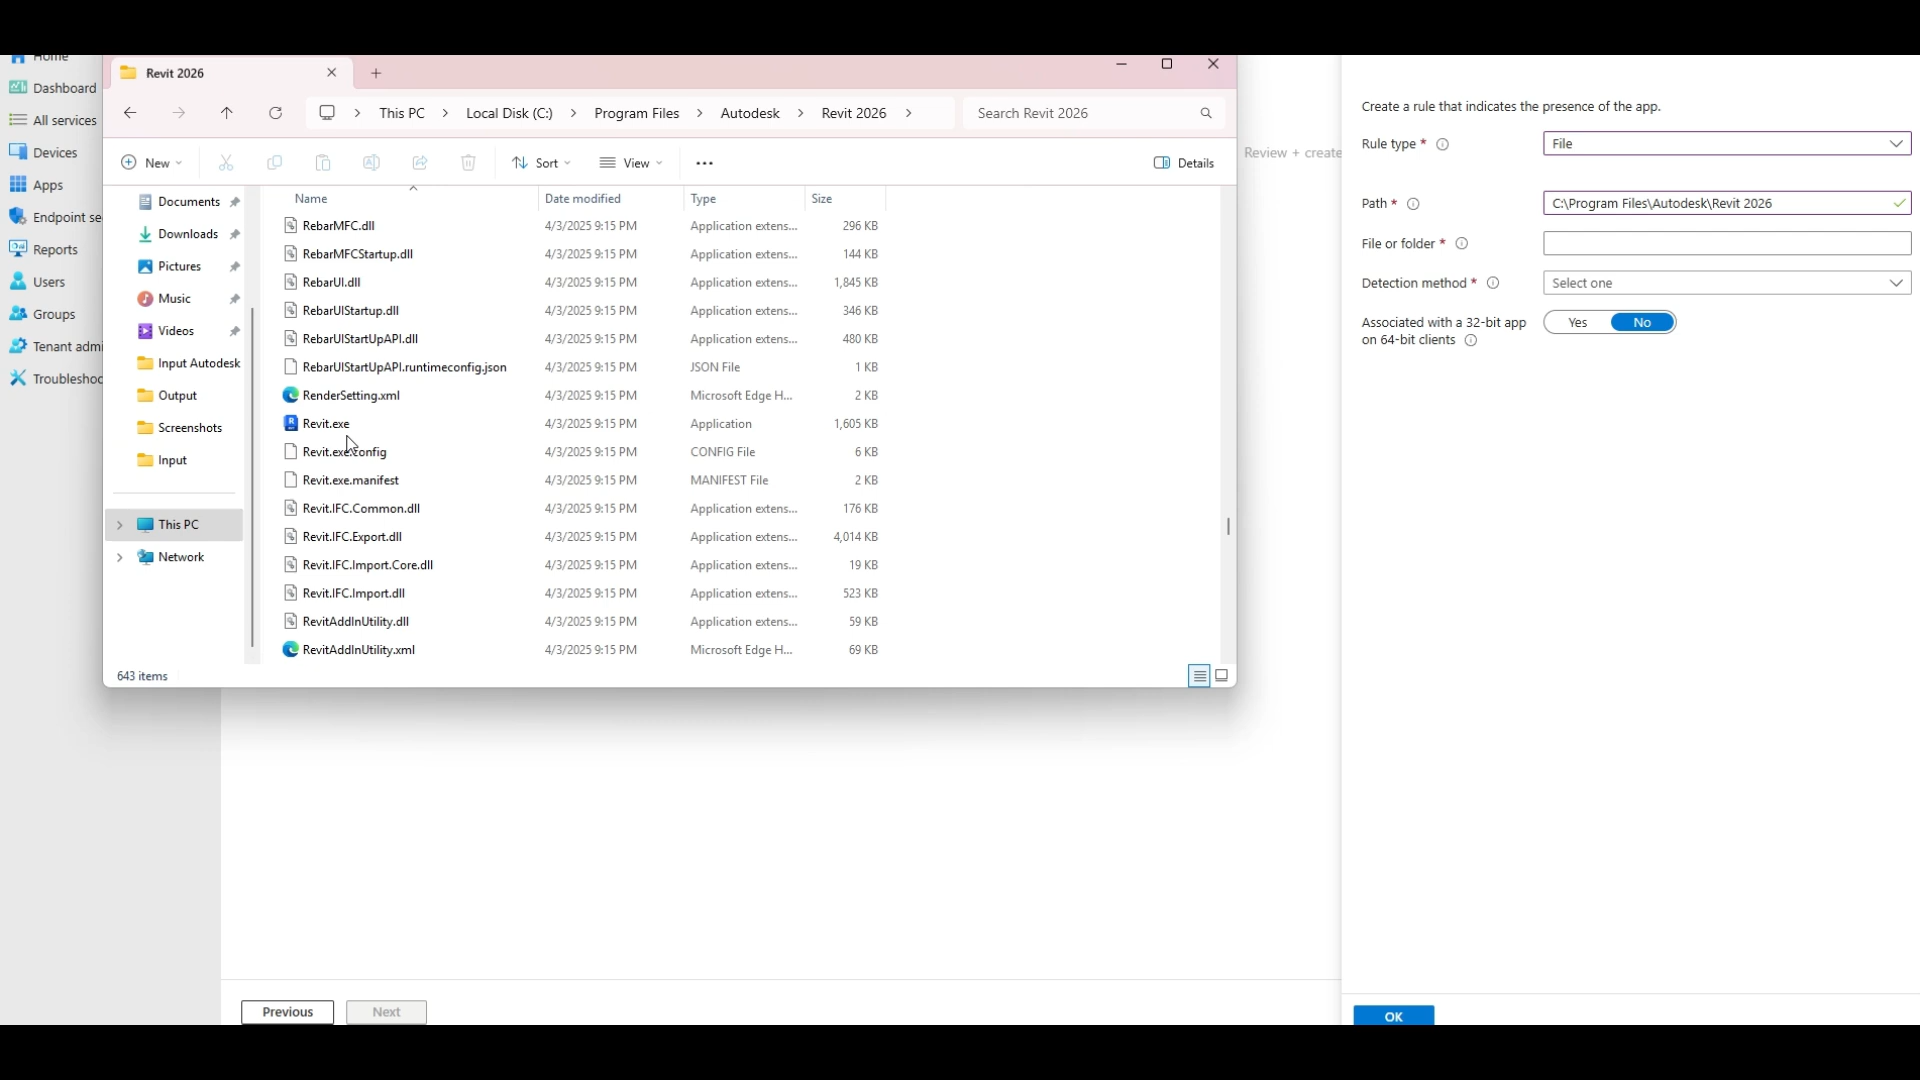 Home
Dashboard
All services
Devices
Apps
Endpoint se
Reports
Users
Groups
Tenant admi
Troubleshoo
Revit 2026
This PC > Local Disk (C:) > Program Files > Autodesk > Revit 2026 >
Search Revit 2026
New
Sort
View
Details
Documents
Downloads
Pictures
Music
Videos
Input Autodesk
Output
Screenshots
Input
This PC
Network
Name Date modified Type Size
RebarMFC.dll 4/3/2025 9:15 PM Application extens... 296 KB
RebarMFCStartup.dll 4/3/2025 9:15 PM Application extens... 144 KB
RebarUI.dll 4/3/2025 9:15 PM Application extens... 1,845 KB
RebarUIStartup.dll 4/3/2025 9:15 PM Application extens... 346 KB
RebarUIStartUpAPI.dll 4/3/2025 9:15 PM Application extens... 480 KB
RebarUIStartUpAPI.runtimeconfig.json 4/3/2025 9:15 PM JSON File 1 KB
RenderSetting.xml 4/3/2025 9:15 PM Microsoft Edge H... 2 KB
Revit.exe 4/3/2025 9:15 PM Application 1,605 KB
Revit.exe.config 4/3/2025 9:15 PM CONFIG File 6 KB
Revit.exe.manifest 4/3/2025 9:15 PM MANIFEST File 2 KB
Revit.IFC.Common.dll 4/3/2025 9:15 PM Application extens... 176 KB
Revit.IFC.Export.dll 4/3/2025 9:15 PM Application extens... 4,014 KB
Revit.IFC.Import.Core.dll 4/3/2025 9:15 PM Application extens... 19 KB
Revit.IFC.Import.dll 4/3/2025 9:15 PM Application extens... 523 KB
RevitAddInUtility.dll 4/3/2025 9:15 PM Application extens... 59 KB
RevitAddInUtility.xml 4/3/2025 9:15 PM Microsoft Edge H... 69 KB
643 items
Review + create
Previous
Next
Create a rule that indicates the presence of the app.
Rule type * File
Path * C:\Program Files\Autodesk\Revit 2026
File or folder *
Detection method * Select one
Associated with a 32-bit app
on 64-bit clients
Yes No
OK